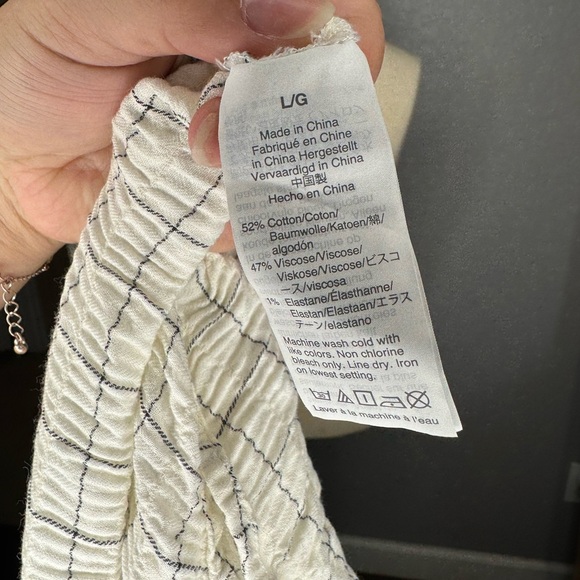 L/G
Made in China
Fabriqué en Chine
in China Hergestellt
Vervaardigd in China
中国製
Hecho en China
52% Cotton/Coton/
Baumwolle/Katoen/綿/
algodón
47% Viscose/Viscose/
Viskose/Viscose/ビスコ
ース/viscosa
1% Elastane/Élasthanne/
Elastan/Elastaan/エラス
テーン/elastano
Machine wash cold with
like colors. Non chlorine
bleach only. Line dry. Iron
on lowest setting.
Laver à la machine à l'eau